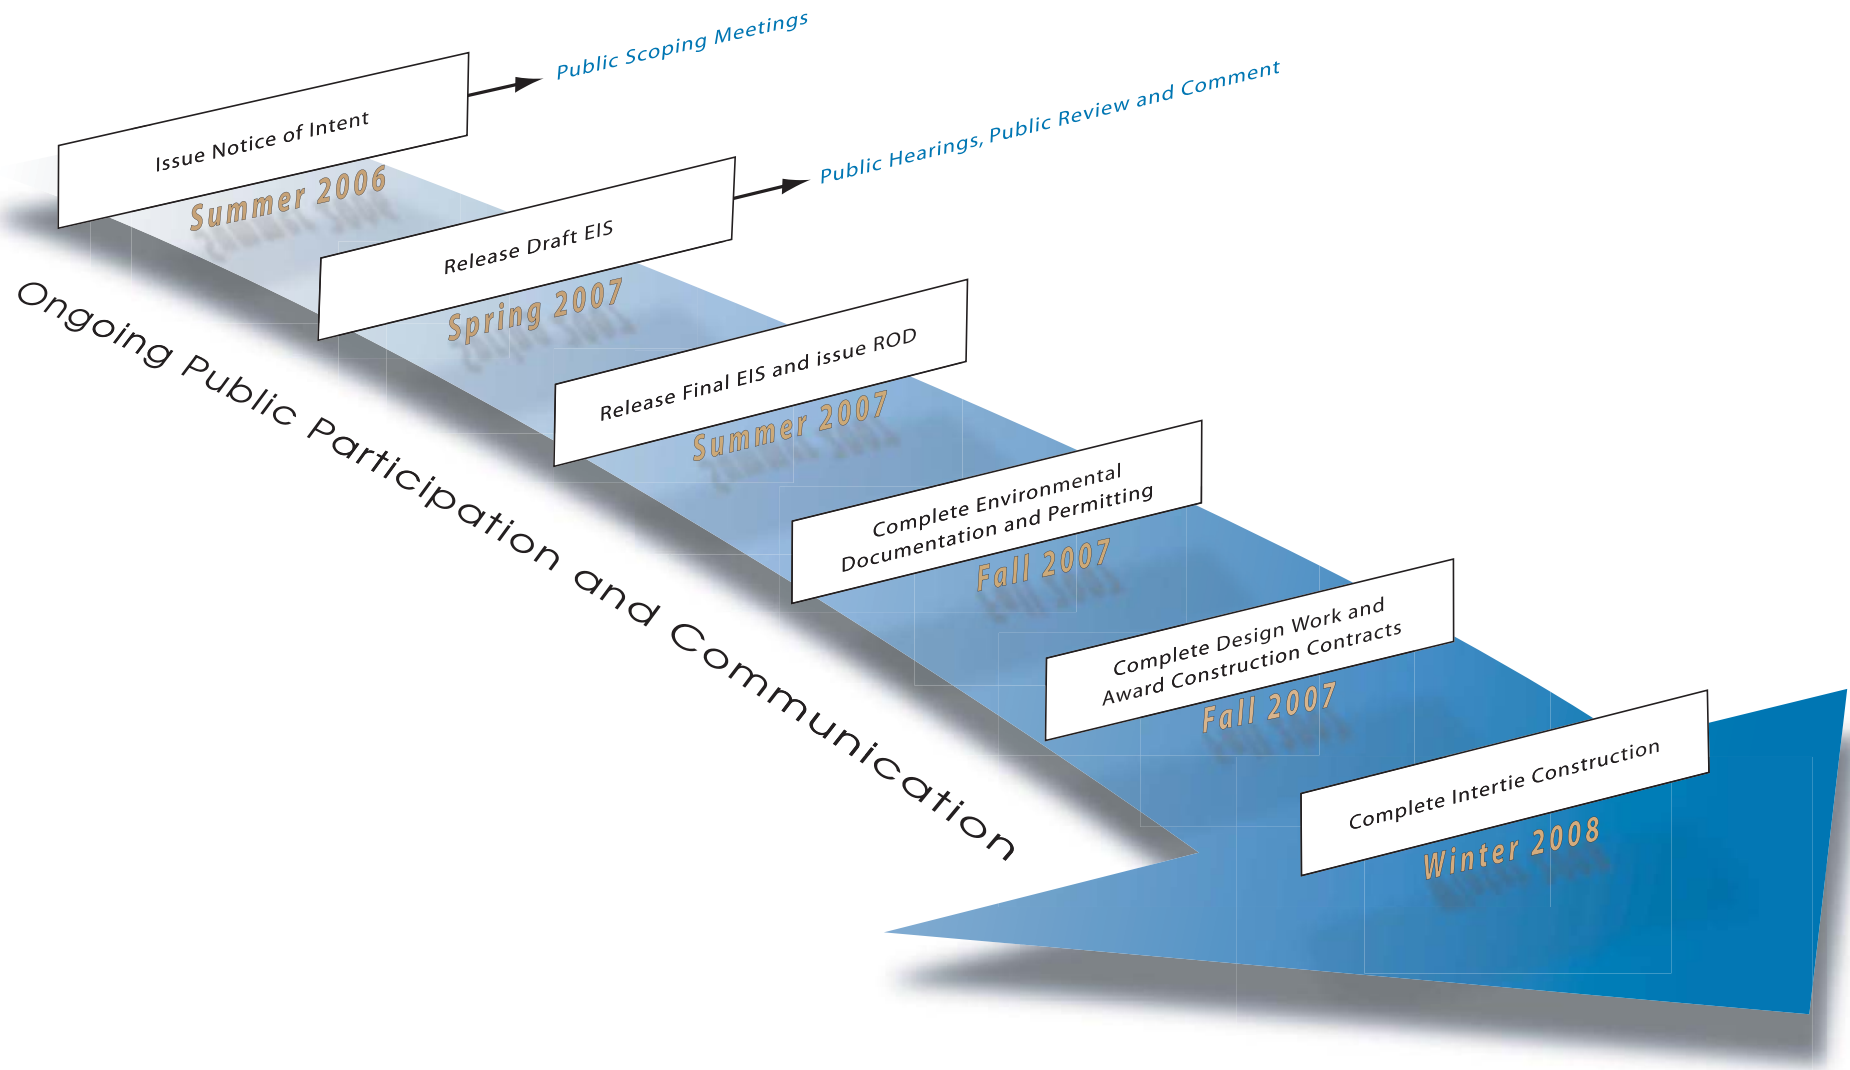 Public Scoping Meetings
Issue Notice of Intent
Summer 2006
Public Hearings, Public Review and Comment
Release Draft EIS
Spring 2007
Release Final EIS and issue ROD
Summer 2007
Complete Environmental
Documentation and Permitting
Fall 2007
Complete Design Work and
Award Construction Contracts
Fall 2007
Complete Intertie Construction
Winter 2008
Ongoing Public Participation and Communication